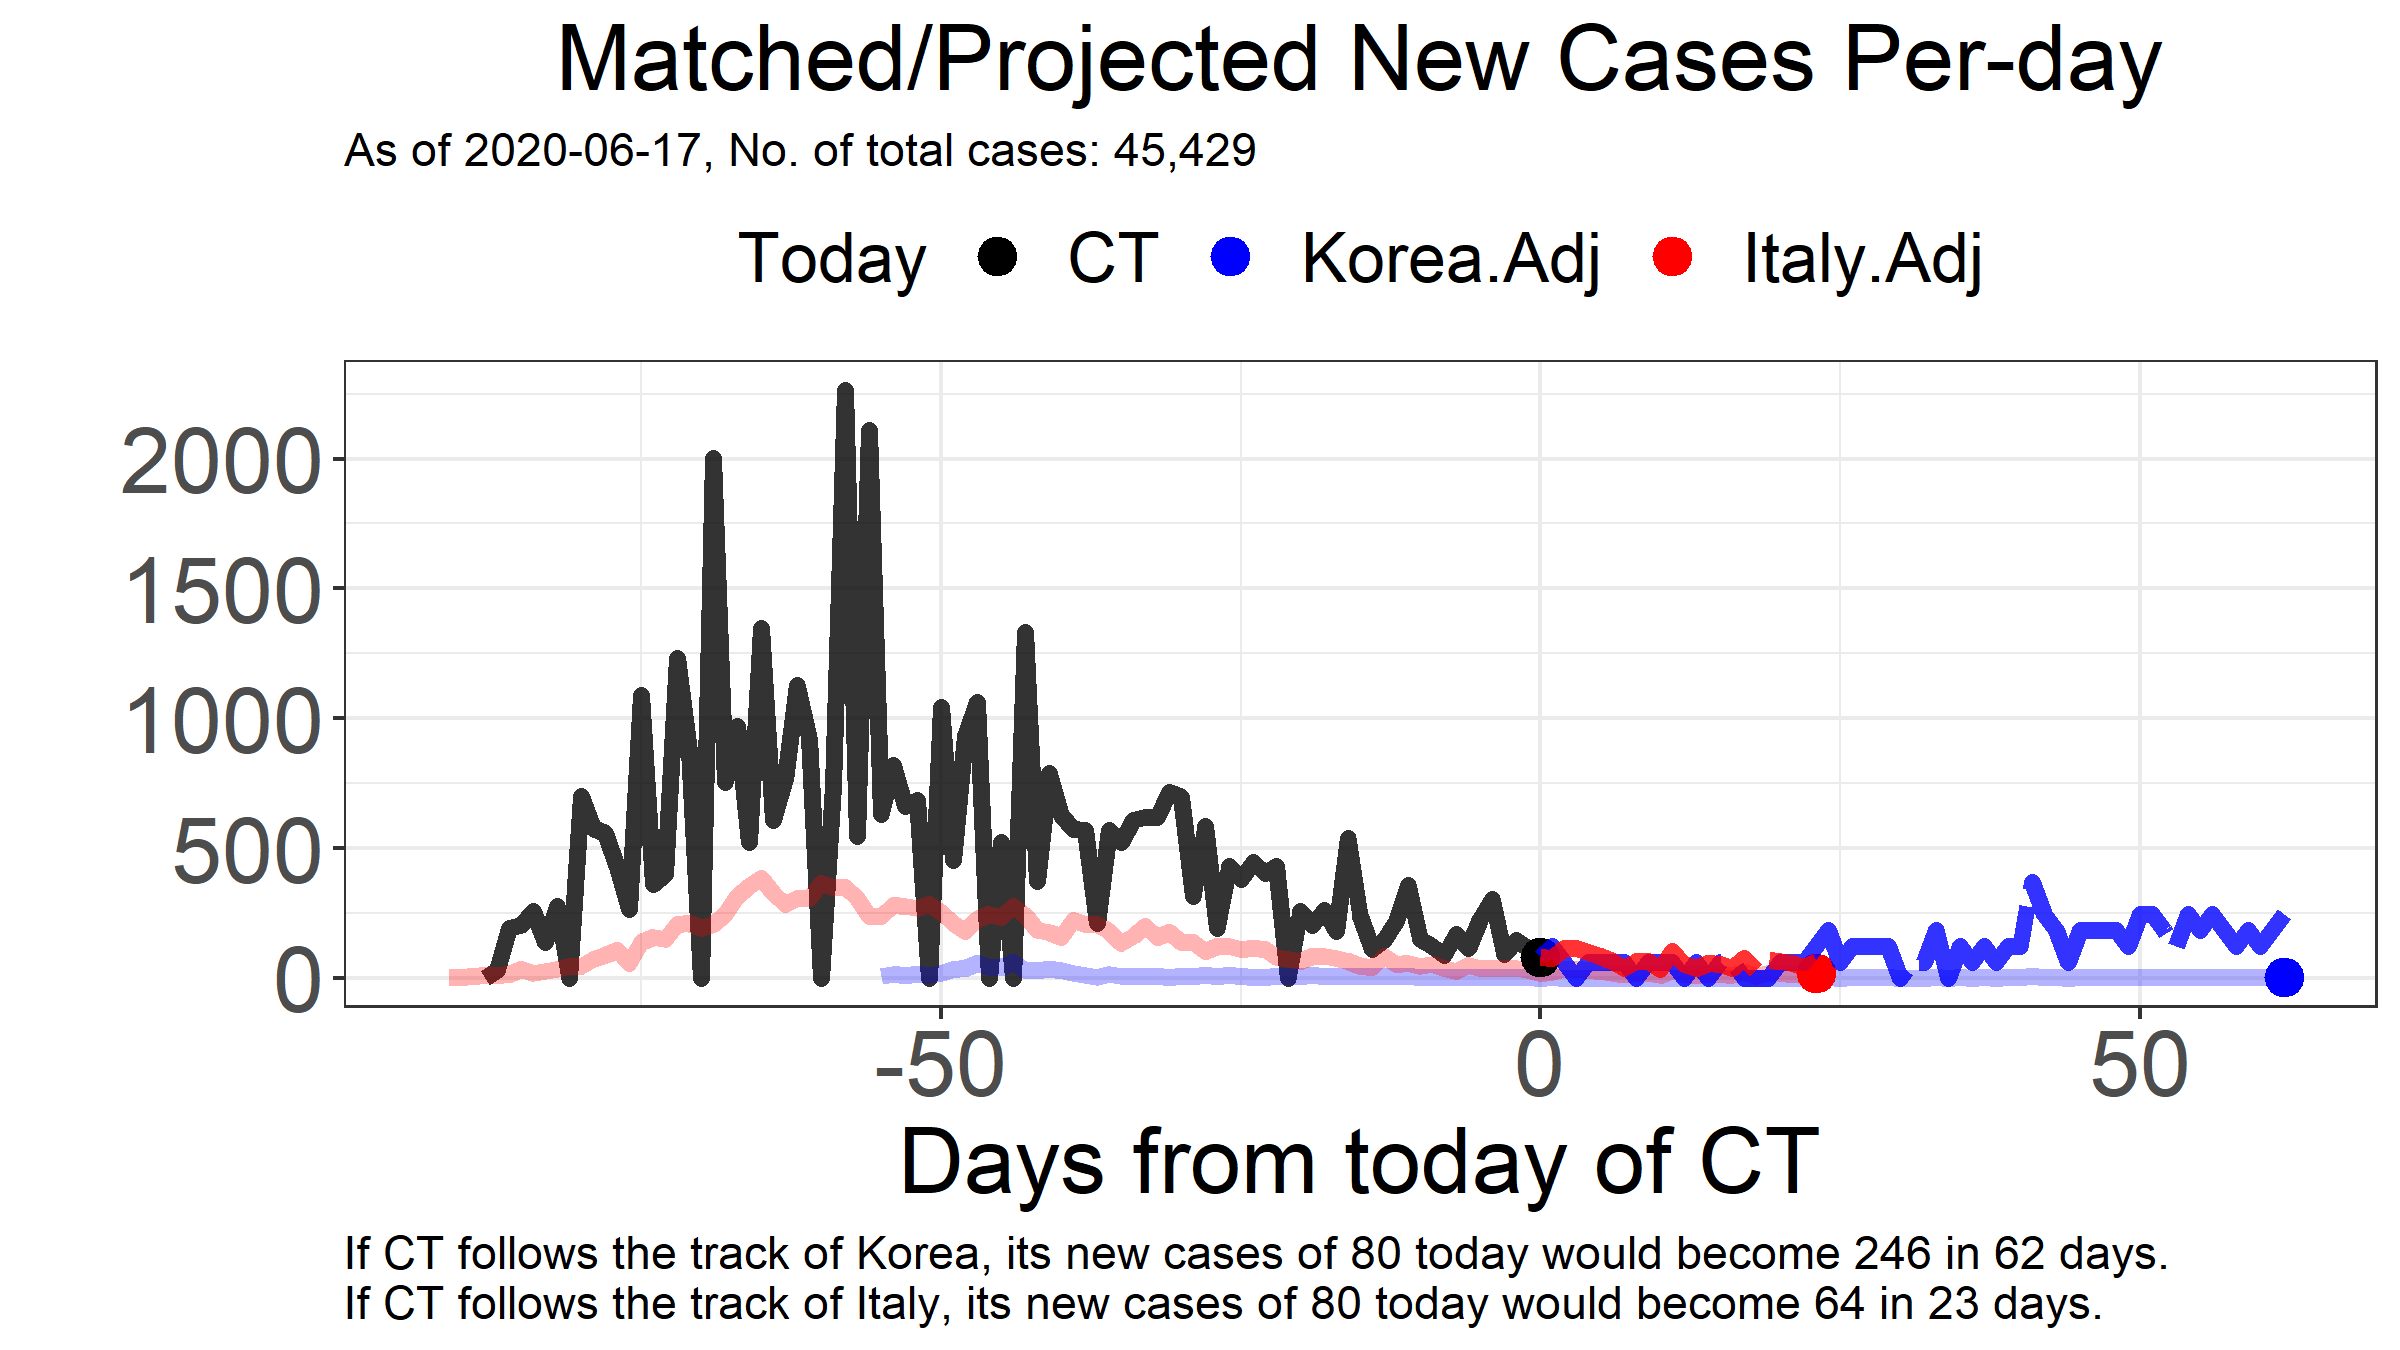 Matched/Projected New Cases Per-day
As of 2020-06-17, No. of total cases: 45,429
Today CT Korea.Adj Italy.Adj
2000
1500
1000
500
0
-50 0 50
Days from today of CT
If CT follows the track of Korea, its new cases of 80 today would become 246 in 62 days.
If CT follows the track of Italy, its new cases of 80 today would become 64 in 23 days.